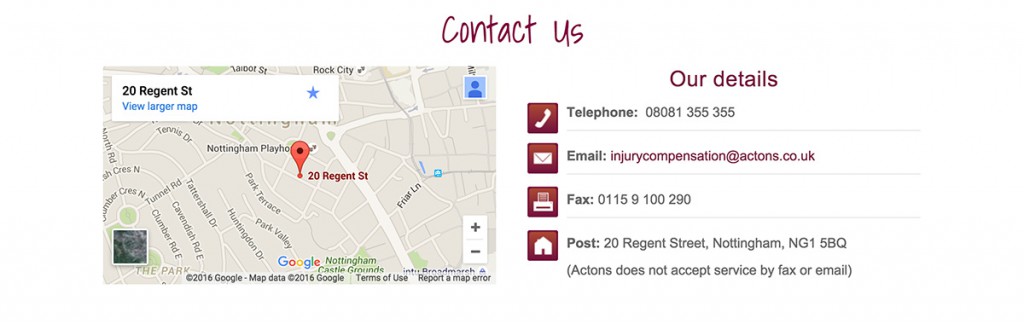 Contact Us
Talbot St
Rock City
20 Regent St
View larger map
Nottingham
North Rd
Tennis Dr
Nottingham Playho
20 Regent St
Park Terrace
Friar Ln
Cres N
Clumber Rd E
Tunnel Rd
Tattershall Dr
Cavendish Rd E
Huntingdon Dr
Park Valley
THE PARK
Google
Nottingham
Castle Grounds
intu Broadmarsh
©2016 Google - Map data ©2016 Google
Terms of Use
Report a map error
Our details
Telephone: 08081 355 355
Email: injurycompensation@actons.co.uk
Fax: 0115 9 100 290
Post: 20 Regent Street, Nottingham, NG1 5BQ
(Actons does not accept service by fax or email)